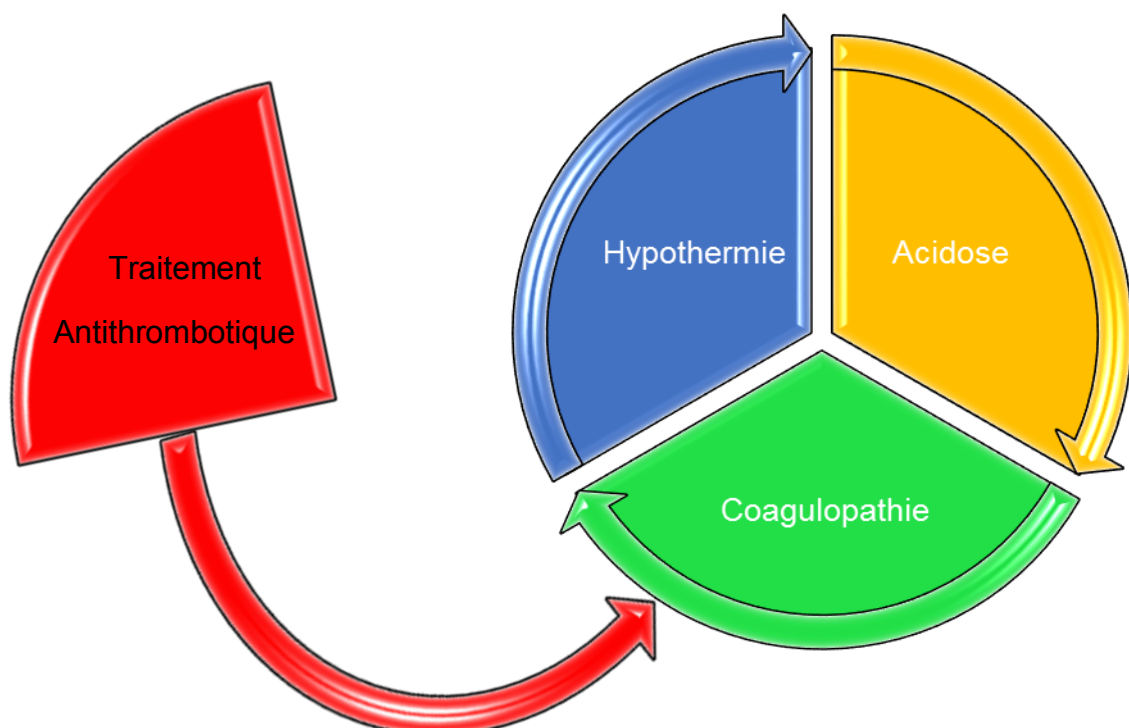 Traitement
Antithrombotique
Hypothermie
Acidose
Coagulopathie